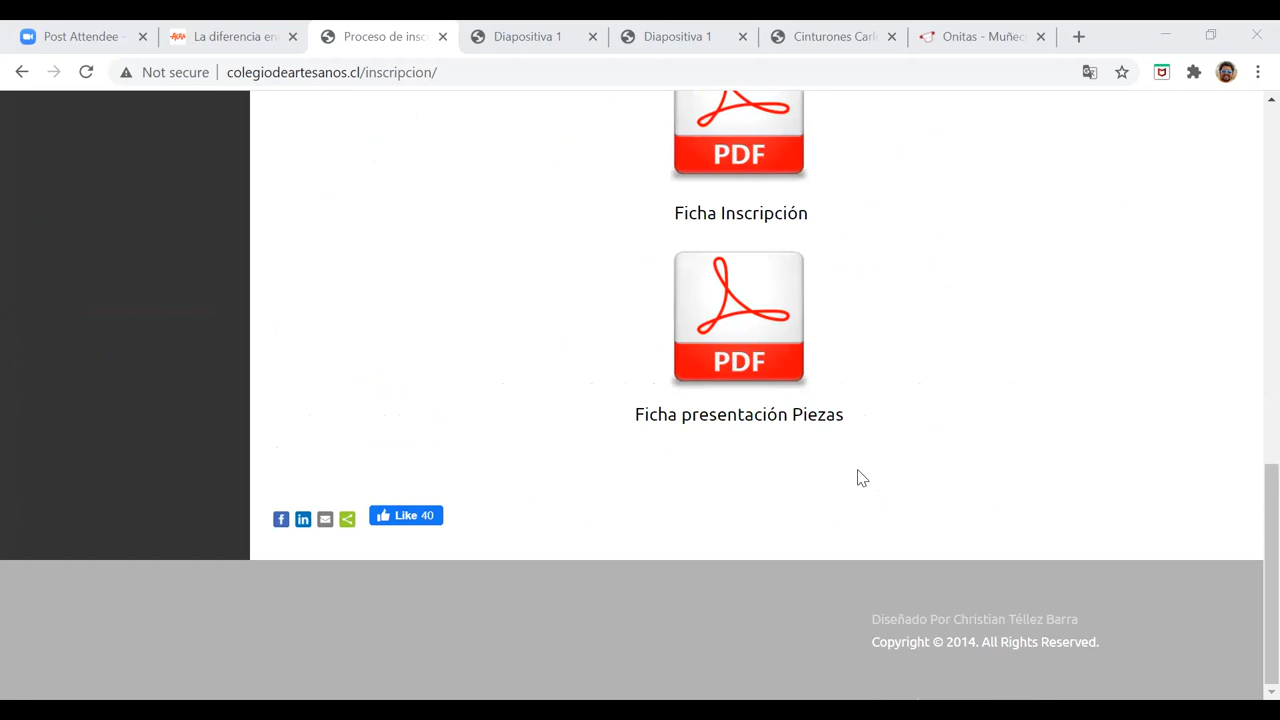 Post Attendee -
La diferencia en
Proceso de insc
Diapositiva 1
Diapositiva 1
Cinturones Carl
Onitas - Muñec
Not secure
colegiodeartesanos.cl/inscripcion/
PDF
Ficha Inscripción
PDF
Ficha presentación Piezas
Like 40
Diseñado Por Christian Téllez Barra
Copyright © 2014. All Rights Reserved.